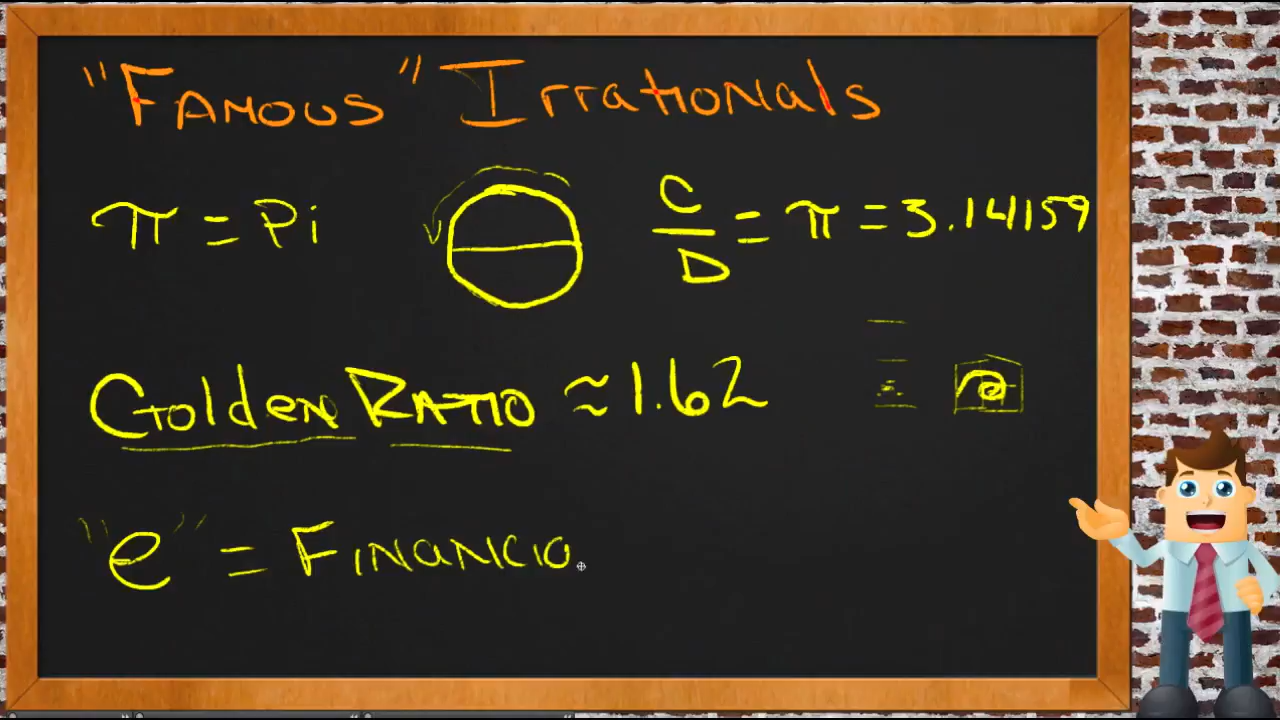 "Famous" Irrationals
π = Pi C/D = π = 3.14159
Golden Ratio ≈ 1.62
"e" = Financia